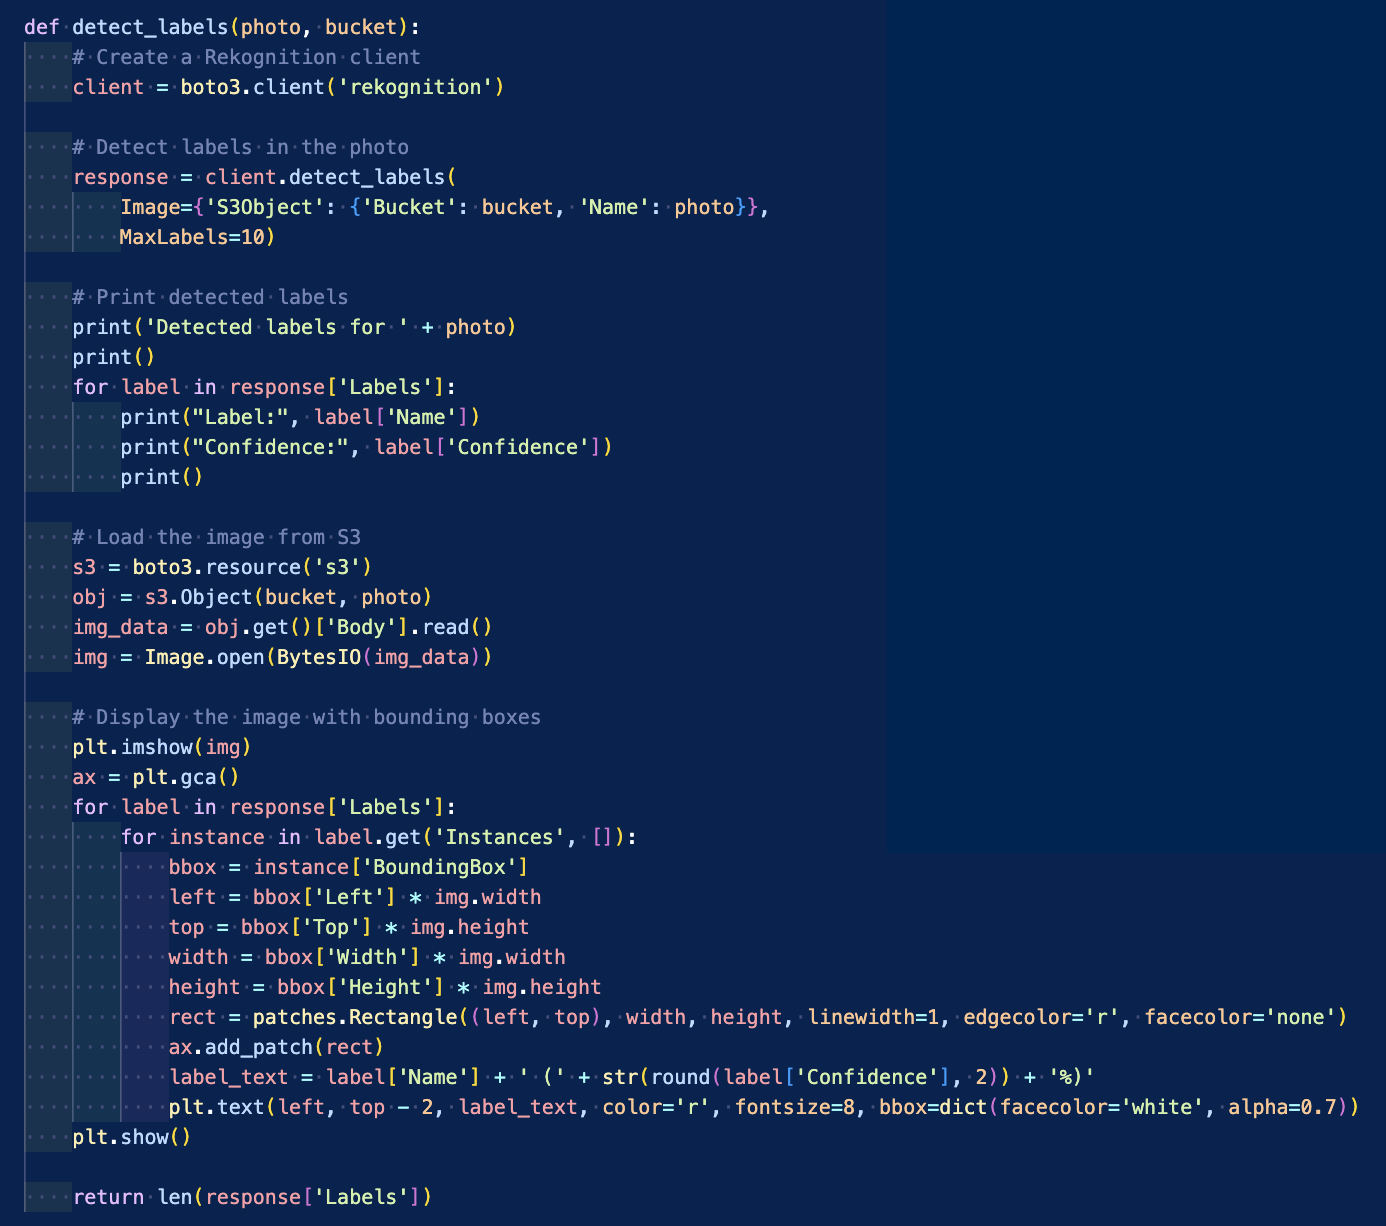 def detect_labels(photo, bucket):
    # Create a Rekognition client
    client = boto3.client('rekognition')

    # Detect labels in the photo
    response = client.detect_labels(
        Image={'S3Object': {'Bucket': bucket, 'Name': photo}},
        MaxLabels=10)

    # Print detected labels
    print('Detected labels for ' + photo)
    print()
    for label in response['Labels']:
        print("Label:", label['Name'])
        print("Confidence:", label['Confidence'])
        print()

    # Load the image from S3
    s3 = boto3.resource('s3')
    obj = s3.Object(bucket, photo)
    img_data = obj.get()['Body'].read()
    img = Image.open(BytesIO(img_data))

    # Display the image with bounding boxes
    plt.imshow(img)
    ax = plt.gca()
    for label in response['Labels']:
        for instance in label.get('Instances', []):
            bbox = instance['BoundingBox']
            left = bbox['Left'] * img.width
            top = bbox['Top'] * img.height
            width = bbox['Width'] * img.width
            height = bbox['Height'] * img.height
            rect = patches.Rectangle((left, top), width, height, linewidth=1, edgecolor='r', facecolor='none')
            ax.add_patch(rect)
            label_text = label['Name'] + ' (' + str(round(label['Confidence'], 2)) + '%)'
            plt.text(left, top - 2, label_text, color='r', fontsize=8, bbox=dict(facecolor='white', alpha=0.7))
    plt.show()

    return len(response['Labels'])